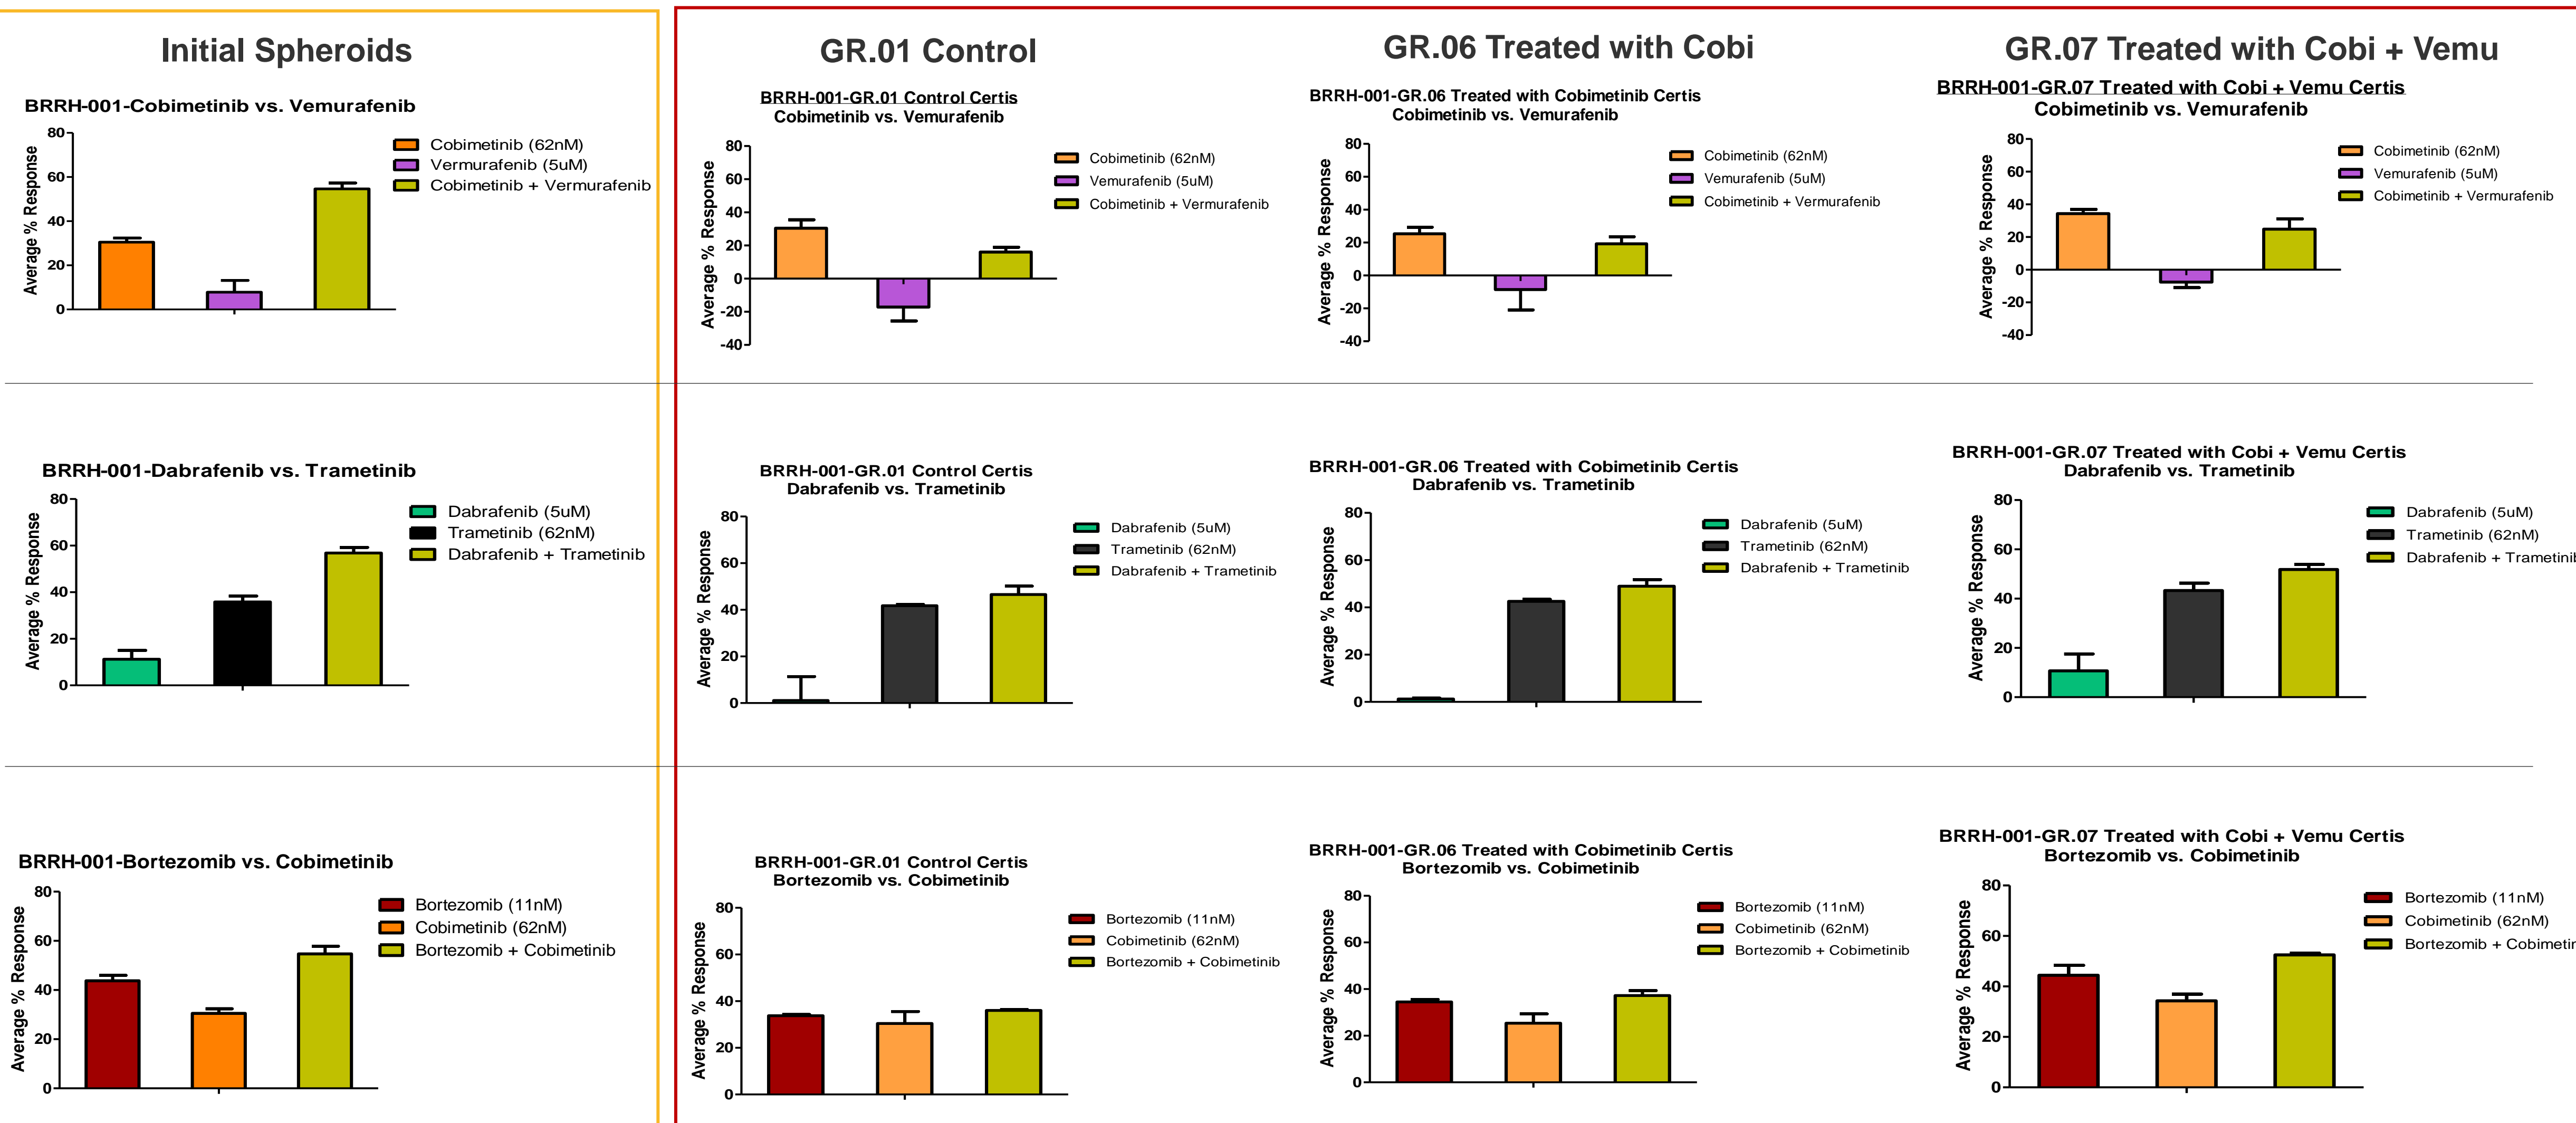 Initial Spheroids
GR.01 Control
GR.06 Treated with Cobi
GR.07 Treated with Cobi + Vemu
BRRH-001-Cobimetinib vs. Vemurafenib
Average % Response
80
60
40
20
0
Cobimetinib (62nM)
Vermurafenib (5uM)
Cobimetinib + Vermurafenib
BRRH-001-GR.01 Control Certis
Cobimetinib vs. Vemurafenib
Average % Response
80
60
40
20
0
-20
-40
Cobimetinib (62nM)
Vemurafenib (5uM)
Cobimetinib + Vermurafenib
BRRH-001-GR.06 Treated with Cobimetinib Certis
Cobimetinib vs. Vemurafenib
Average % Response
80
60
40
20
0
-20
-40
Cobimetinib (62nM)
Vemurafenib (5uM)
Cobimetinib + Vermurafenib
BRRH-001-GR.07 Treated with Cobi + Vemu Certis
Cobimetinib vs. Vemurafenib
Average % Response
80
60
40
20
0
-20
-40
Cobimetinib (62nM)
Vemurafenib (5uM)
Cobimetinib + Vermurafenib
BRRH-001-Dabrafenib vs. Trametinib
Average % Response
80
60
40
20
0
Dabrafenib (5uM)
Trametinib (62nM)
Dabrafenib + Trametinib
BRRH-001-GR.01 Control Certis
Dabrafenib vs. Trametinib
Average % Response
80
60
40
20
0
Dabrafenib (5uM)
Trametinib (62nM)
Dabrafenib + Trametinib
BRRH-001-GR.06 Treated with Cobimetinib Certis
Dabrafenib vs. Trametinib
Average % Response
80
60
40
20
0
Dabrafenib (5uM)
Trametinib (62nM)
Dabrafenib + Trametinib
BRRH-001-GR.07 Treated with Cobi + Vemu Certis
Dabrafenib vs. Trametinib
Average % Response
80
60
40
20
0
Dabrafenib (5uM)
Trametinib (62nM)
Dabrafenib + Trametinib
BRRH-001-Bortezomib vs. Cobimetinib
Average % Response
80
60
40
20
0
Bortezomib (11nM)
Cobimetinib (62nM)
Bortezomib + Cobimetinib
BRRH-001-GR.01 Control Certis
Bortezomib vs. Cobimetinib
Average % Response
80
60
40
20
0
Bortezomib (11nM)
Cobimetinib (62nM)
Bortezomib + Cobimetinib
BRRH-001-GR.06 Treated with Cobimetinib Certis
Bortezomib vs. Cobimetinib
Average % Response
80
60
40
20
0
Bortezomib (11nM)
Cobimetinib (62nM)
Bortezomib + Cobimetinib
BRRH-001-GR.07 Treated with Cobi + Vemu Certis
Bortezomib vs. Cobimetinib
Average % Response
80
60
40
20
0
Bortezomib (11nM)
Cobimetinib (62nM)
Bortezomib + Cobimetin